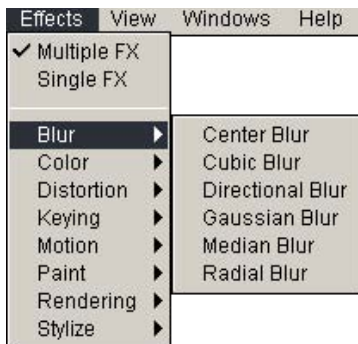 Effects View Windows Help
✓ Multiple FX
Single FX
Blur
Color
Distortion
Keying
Motion
Paint
Rendering
Stylize
Center Blur
Cubic Blur
Directional Blur
Gaussian Blur
Median Blur
Radial Blur